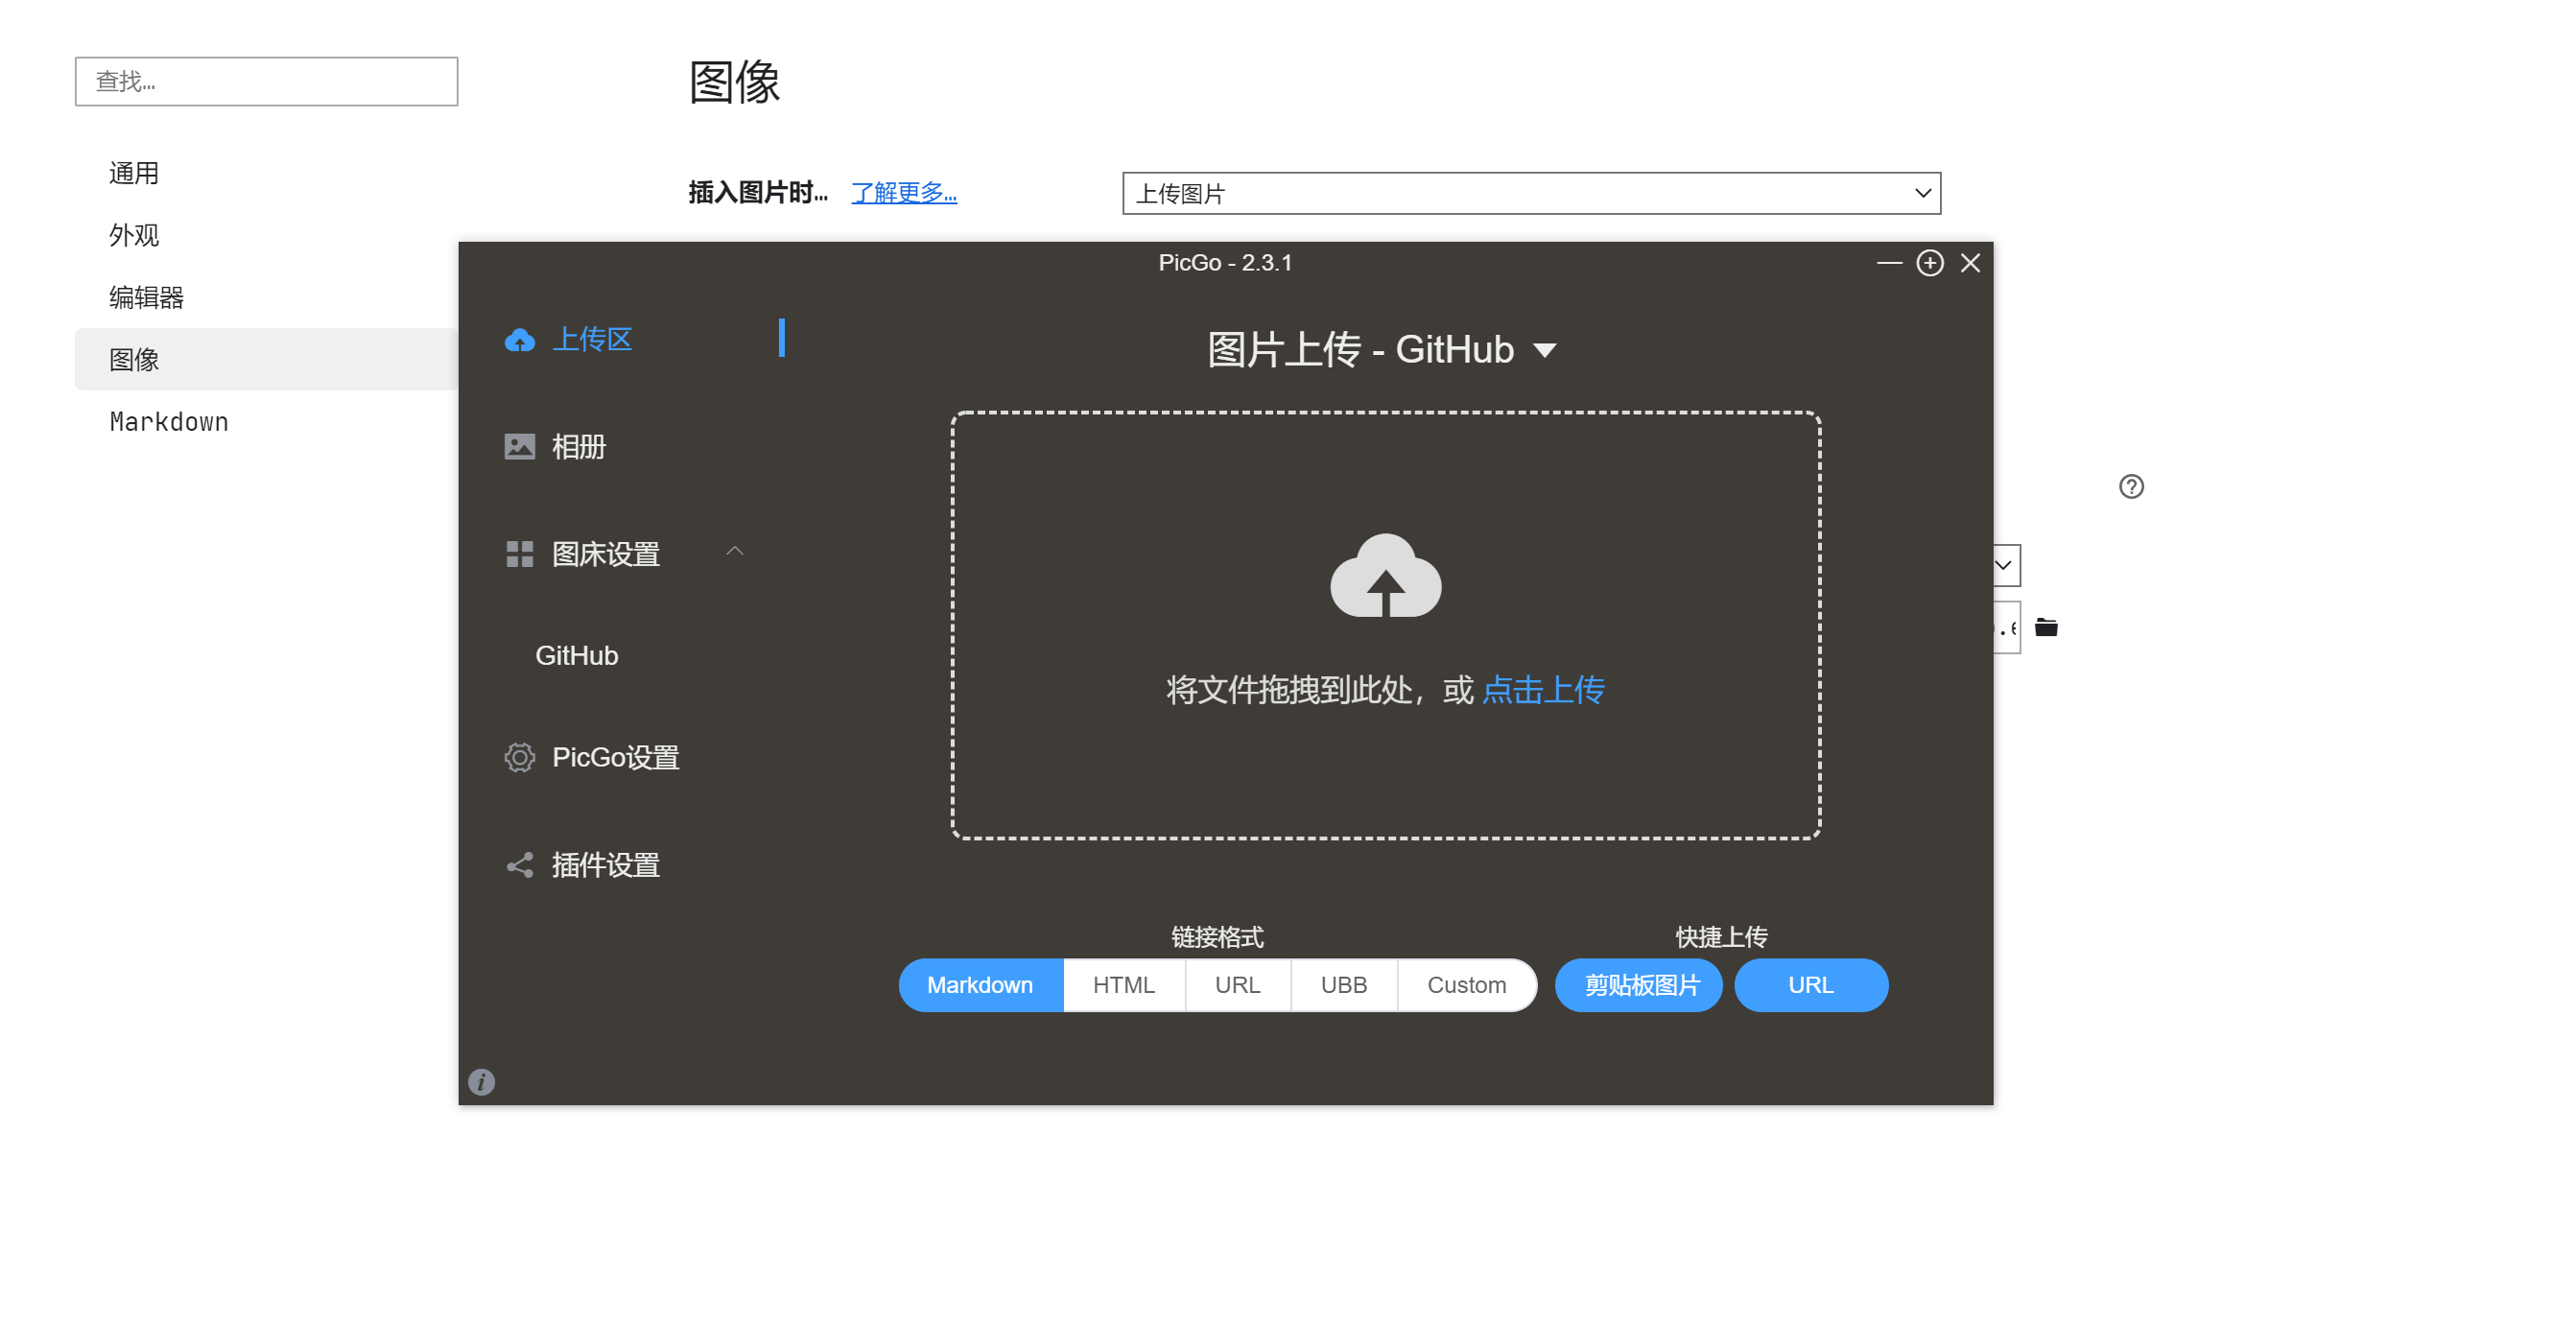 查找...
通用
外观
编辑器
图像
Markdown
图像
插入图片时... 了解更多...
上传图片
PicGo - 2.3.1
上传区
相册
图床设置
GitHub
PicGo设置
插件设置
图片上传 - GitHub
将文件拖拽到此处，或 点击上传
链接格式
Markdown HTML URL UBB Custom
快捷上传
剪贴板图片 URL